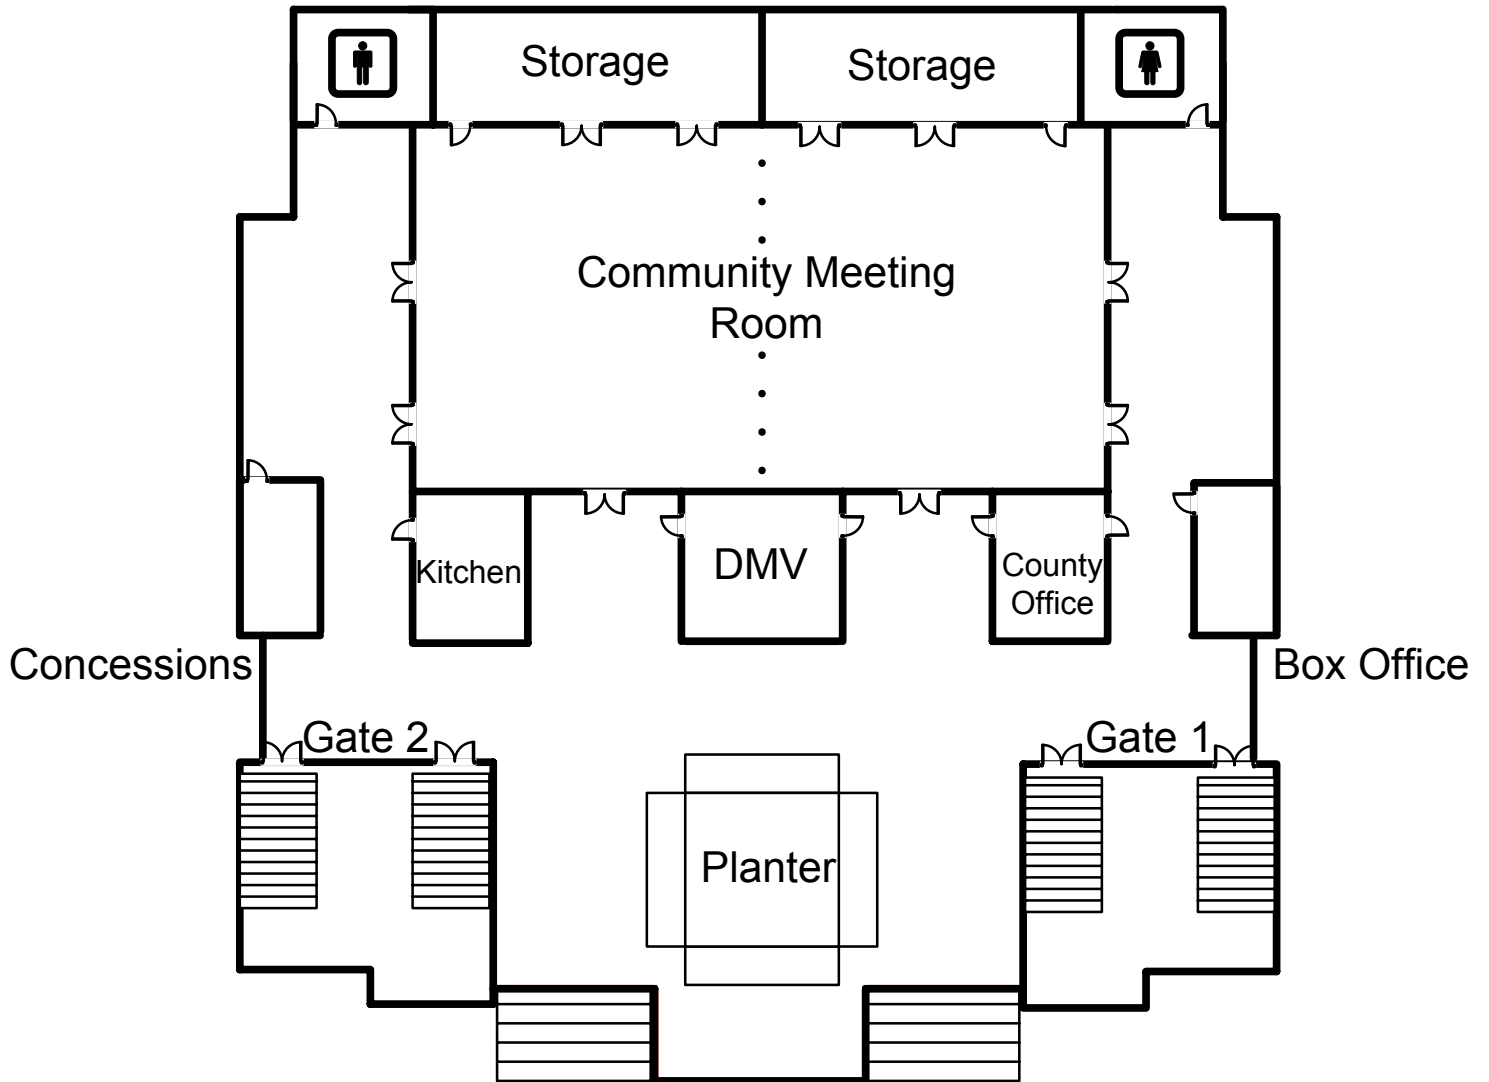 Storage
Storage
Community Meeting
Room
Kitchen
DMV
County
Office
Concessions
Box Office
Gate 2
Gate 1
Planter